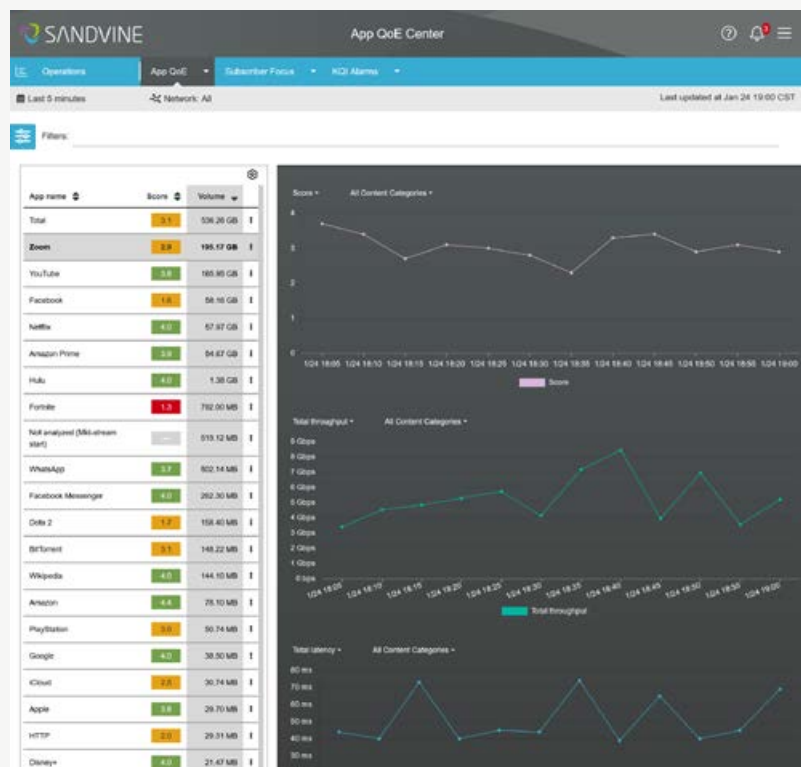 SANDVINE
App QoE Center
3
Operations
App QoE
Subscriber Focus
KQI Alarms
Last 5 minutes
Network: All
Last updated at Jan 24 19:00 CST
Filters:
App name Score Volume
Total 3.1 536.26 GB
Zoom 2.9 195.17 GB
YouTube 3.8 165.95 GB
Facebook 1.6 58.16 GB
Netflix 4.0 57.97 GB
Amazon Prime 3.9 54.67 GB
Hulu 4.0 1.38 GB
Fortnite 1.3 792.00 MB
Not analyzed (Mid-stream start) 519.12 MB
WhatsApp 3.7 502.14 MB
Facebook Messenger 4.0 262.30 MB
Dota 2 1.7 158.40 MB
BitTorrent 3.1 148.22 MB
Wikipedia 4.0 144.10 MB
Amazon 4.4 78.10 MB
PlayStation 50.74 MB
Google 4.0 38.50 MB
iCloud 30.74 MB
Apple 3.8 29.70 MB
HTTP 2.0 29.31 MB
Disney+ 4.0 21.47 MB
Score
All Content Categories
4
3
2
1
0
1/24 18:05 1/24 18:10 1/24 18:15 1/24 18:20 1/24 18:25 1/24 18:30 1/24 18:35 1/24 18:40 1/24 18:45 1/24 18:50 1/24 18:55 1/24 19:00
Score
Total throughput
All Content Categories
9 Gbps
8 Gbps
7 Gbps
6 Gbps
5 Gbps
4 Gbps
3 Gbps
2 Gbps
1 Gbps
0 bps
1/24 18:05 1/24 18:10 1/24 18:15 1/24 18:20 1/24 18:25 1/24 18:30 1/24 18:35 1/24 18:40 1/24 18:45 1/24 18:50 1/24 18:55 1/24 19:00
Total throughput
Total latency
All Content Categories
80 ms
70 ms
60 ms
50 ms
40 ms
30 ms